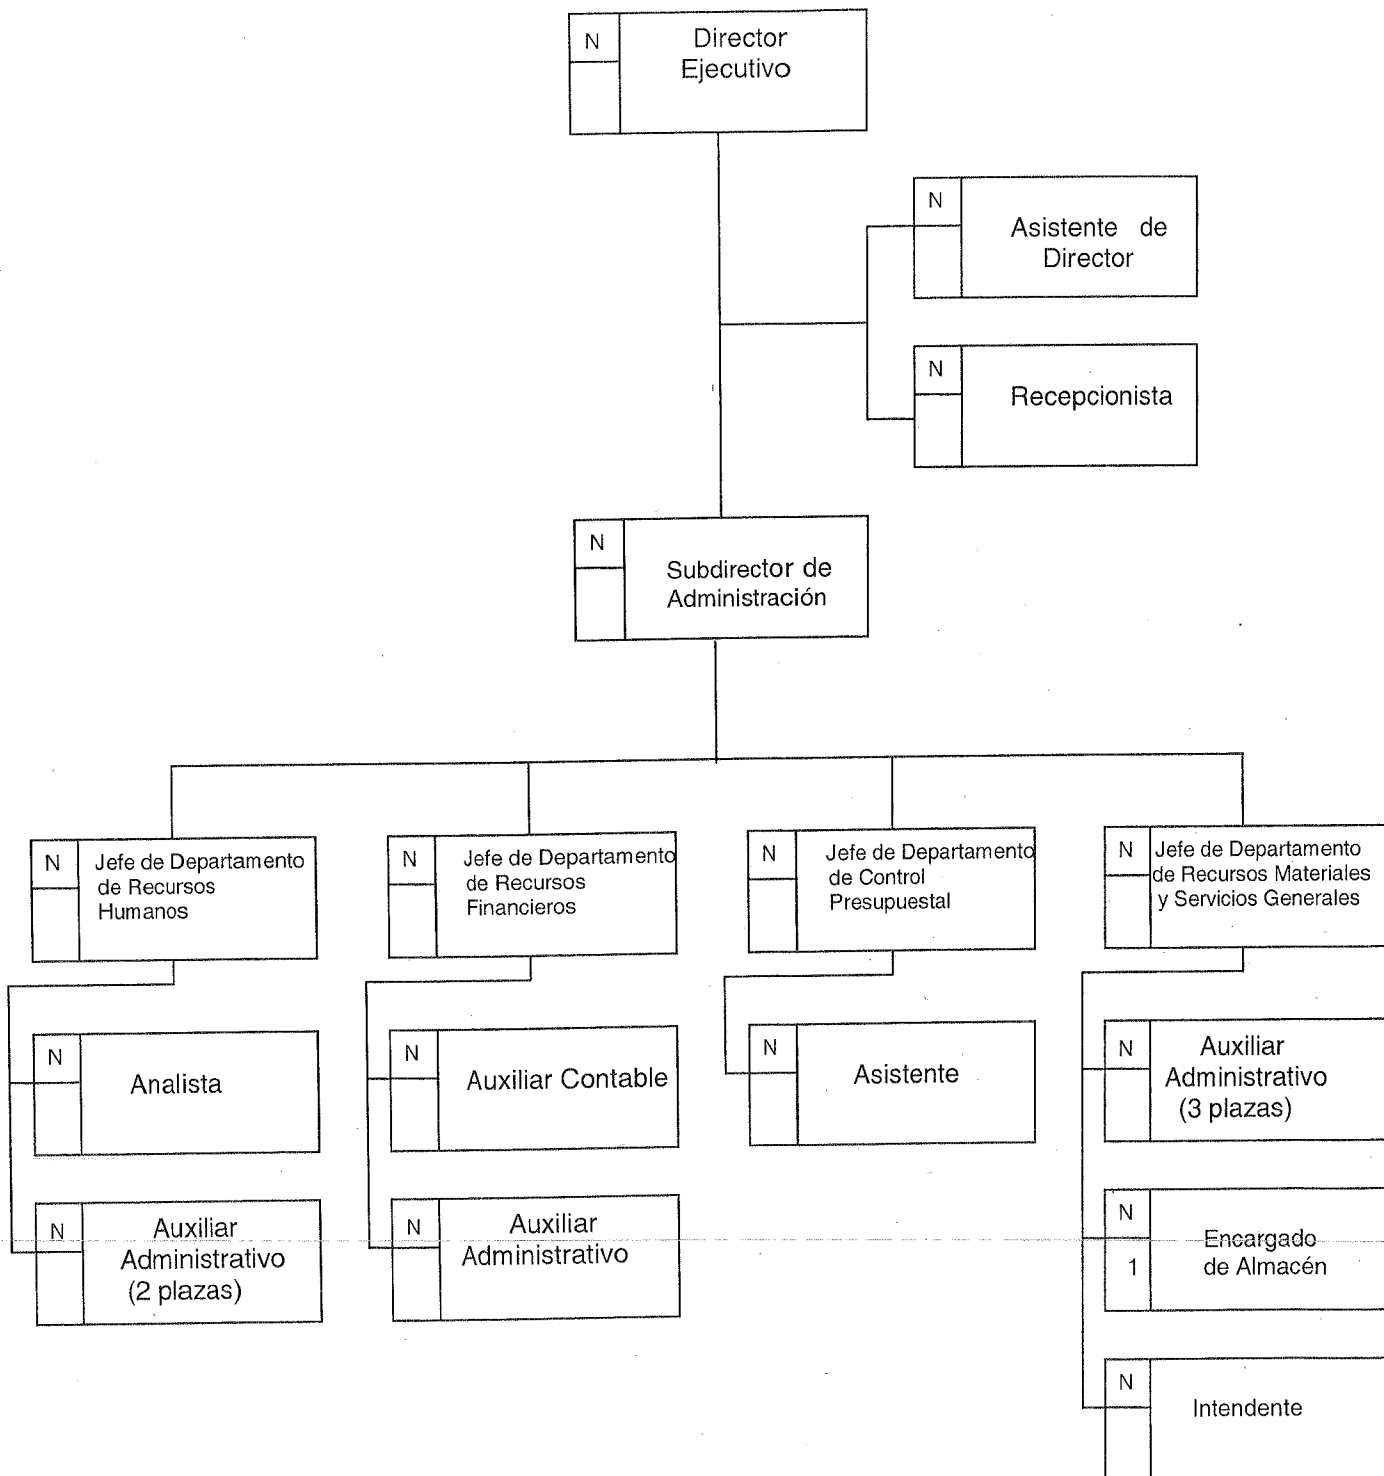 N
Director
Ejecutivo
N
Asistente de
Director
N
Recepcionista
N
Subdirector de
Administración
N
Jefe de Departamento
de Recursos
Humanos
N
Jefe de Departamento
de Recursos
Financieros
N
Jefe de Departamento
de Control
Presupuestal
N
Jefe de Departamento
de Recursos Materiales
y Servicios Generales
N
Analista
N
Auxiliar Contable
N
Asistente
N
Auxiliar
Administrativo
(3 plazas)
N
Auxiliar
Administrativo
(2 plazas)
N
Auxiliar
Administrativo
N
1
Encargado
de Almacén
N
Intendente